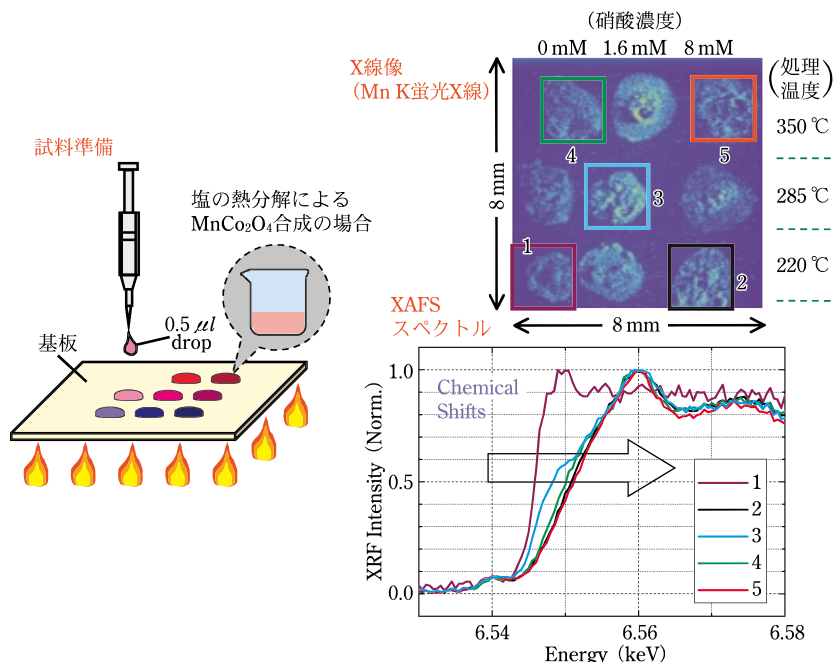 試料準備
塩の熱分解による
MnCo₂O₄合成の場合
0.5 μl
drop
基板
X線像
(Mn K蛍光X線)
(硝酸濃度)
0 mM 1.6 mM 8 mM
(処理
温度)
350 ℃
285 ℃
220 ℃
4
5
3
1
2
8 mm
8 mm
XAFS
スペクトル
Chemical
Shifts
XRF Intensity (Norm.)
1.0
0.5
0.0
1
2
3
4
5
6.54 6.56 6.58
Energy (keV)